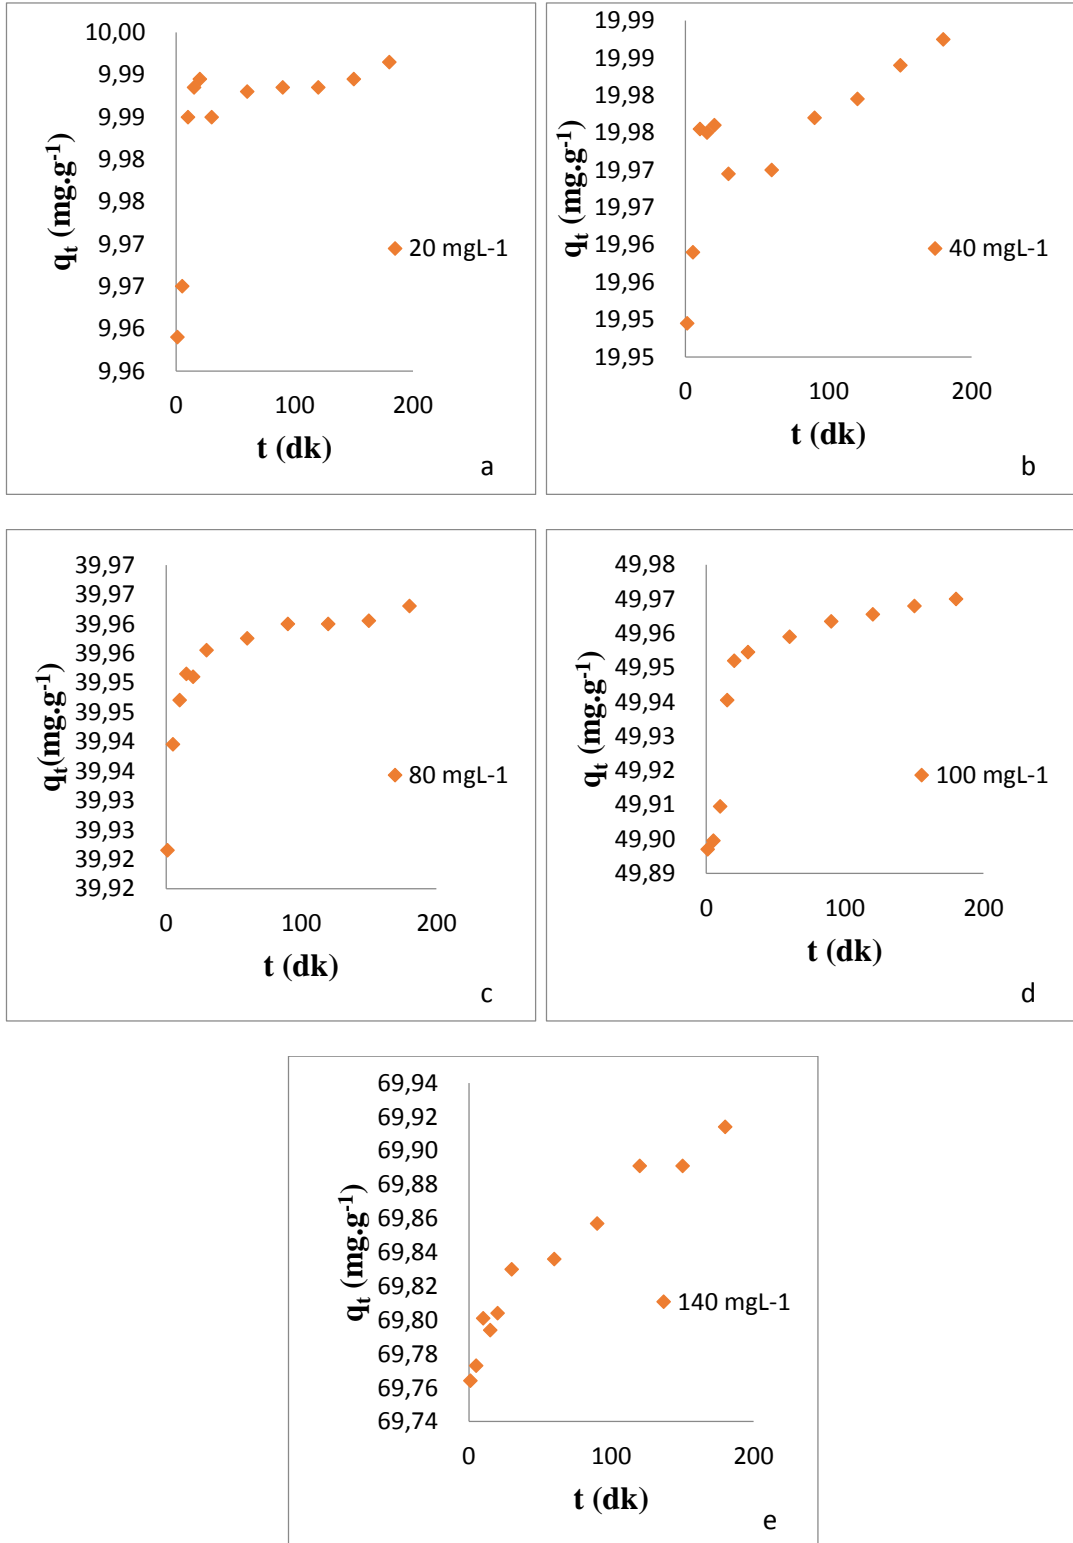 10,00
9,99
9,99
9,98
9,98
9,97
9,97
9,96
9,96
qt (mg.g-1)
20 mgL-1
0 100 200
t (dk)
a
19,99
19,99
19,98
19,98
19,97
19,97
19,96
19,96
19,95
19,95
qt (mg.g-1)
40 mgL-1
0 100 200
t (dk)
b
39,97
39,97
39,96
39,96
39,95
39,95
39,94
39,94
39,93
39,93
39,92
39,92
qt(mg.g-1)
80 mgL-1
0 100 200
t (dk)
c
49,98
49,97
49,96
49,95
49,94
49,93
49,92
49,91
49,90
49,89
qt (mg.g-1)
100 mgL-1
0 100 200
t (dk)
d
69,94
69,92
69,90
69,88
69,86
69,84
69,82
69,80
69,78
69,76
69,74
qt (mg.g-1)
140 mgL-1
0 100 200
t (dk)
e